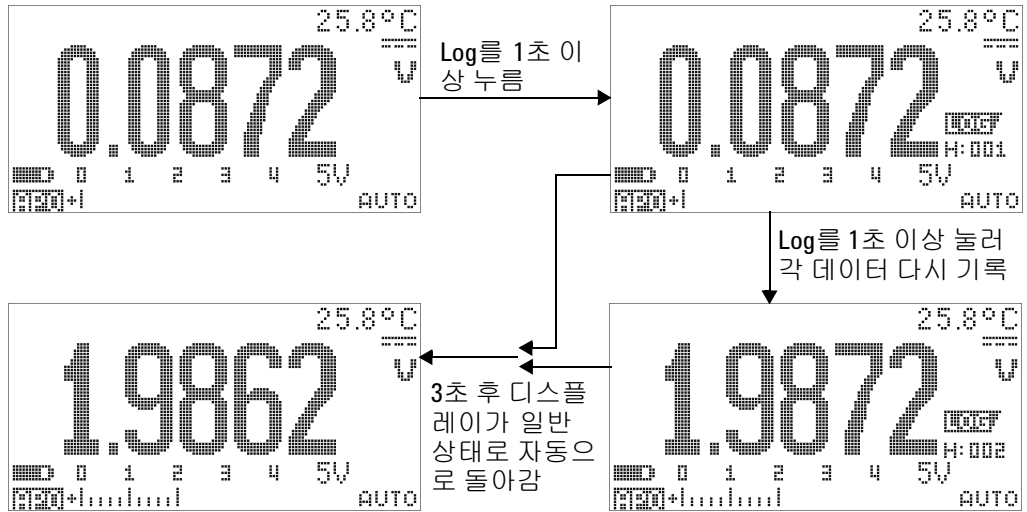 25.8°C
0.0872
V
0 1 2 3 4 5V
AUTO
Log를 1초 이
상 누름
25.8°C
0.0872
V
LOG
H:001
0 1 2 3 4 5V
AUTO
Log를 1초 이상 눌러
각 데이터 다시 기록
25.8°C
1.9862
V
0 1 2 3 4 5V
AUTO
3초 후 디스플
레이가 일반
상태로 자동으
로 돌아감
25.8°C
1.9872
V
LOG
H:002
0 1 2 3 4 5V
AUTO